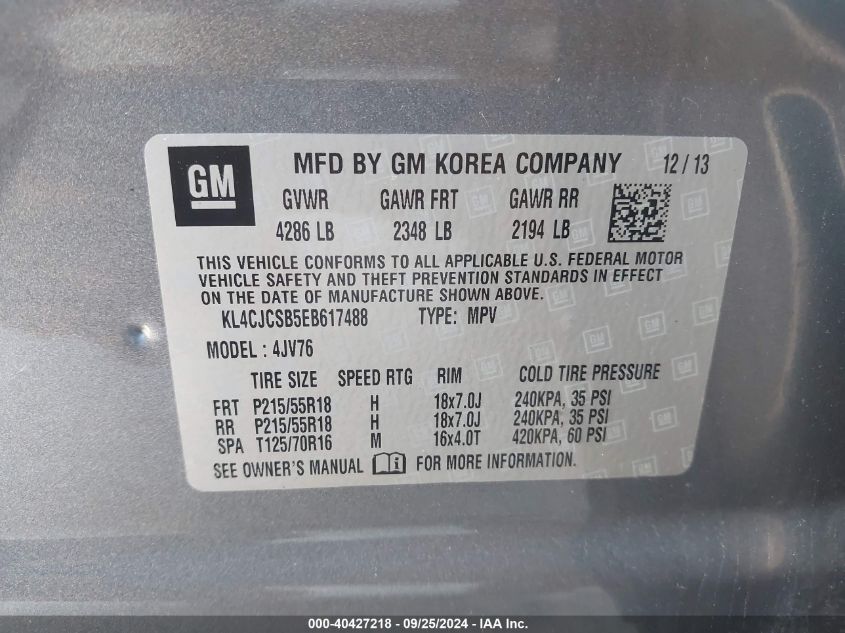 GM MFD BY GM KOREA COMPANY 12/13
GVWR GAWR FRT GAWR RR
4286 LB 2348 LB 2194 LB
THIS VEHICLE CONFORMS TO ALL APPLICABLE U.S. FEDERAL MOTOR
VEHICLE SAFETY AND THEFT PREVENTION STANDARDS IN EFFECT
ON THE DATE OF MANUFACTURE SHOWN ABOVE.
KL4CJCSB5EB617488 TYPE: MPV
MODEL : 4JV76
TIRE SIZE SPEED RTG RIM COLD TIRE PRESSURE
FRT P215/55R18 H 18x7.0J 240KPA, 35 PSI
RR P215/55R18 H 18x7.0J 240KPA, 35 PSI
SPA T125/70R16 M 16x4.0T 420KPA, 60 PSI
SEE OWNER'S MANUAL i FOR MORE INFORMATION.
000-40427218 - 09/25/2024 - IAA Inc.